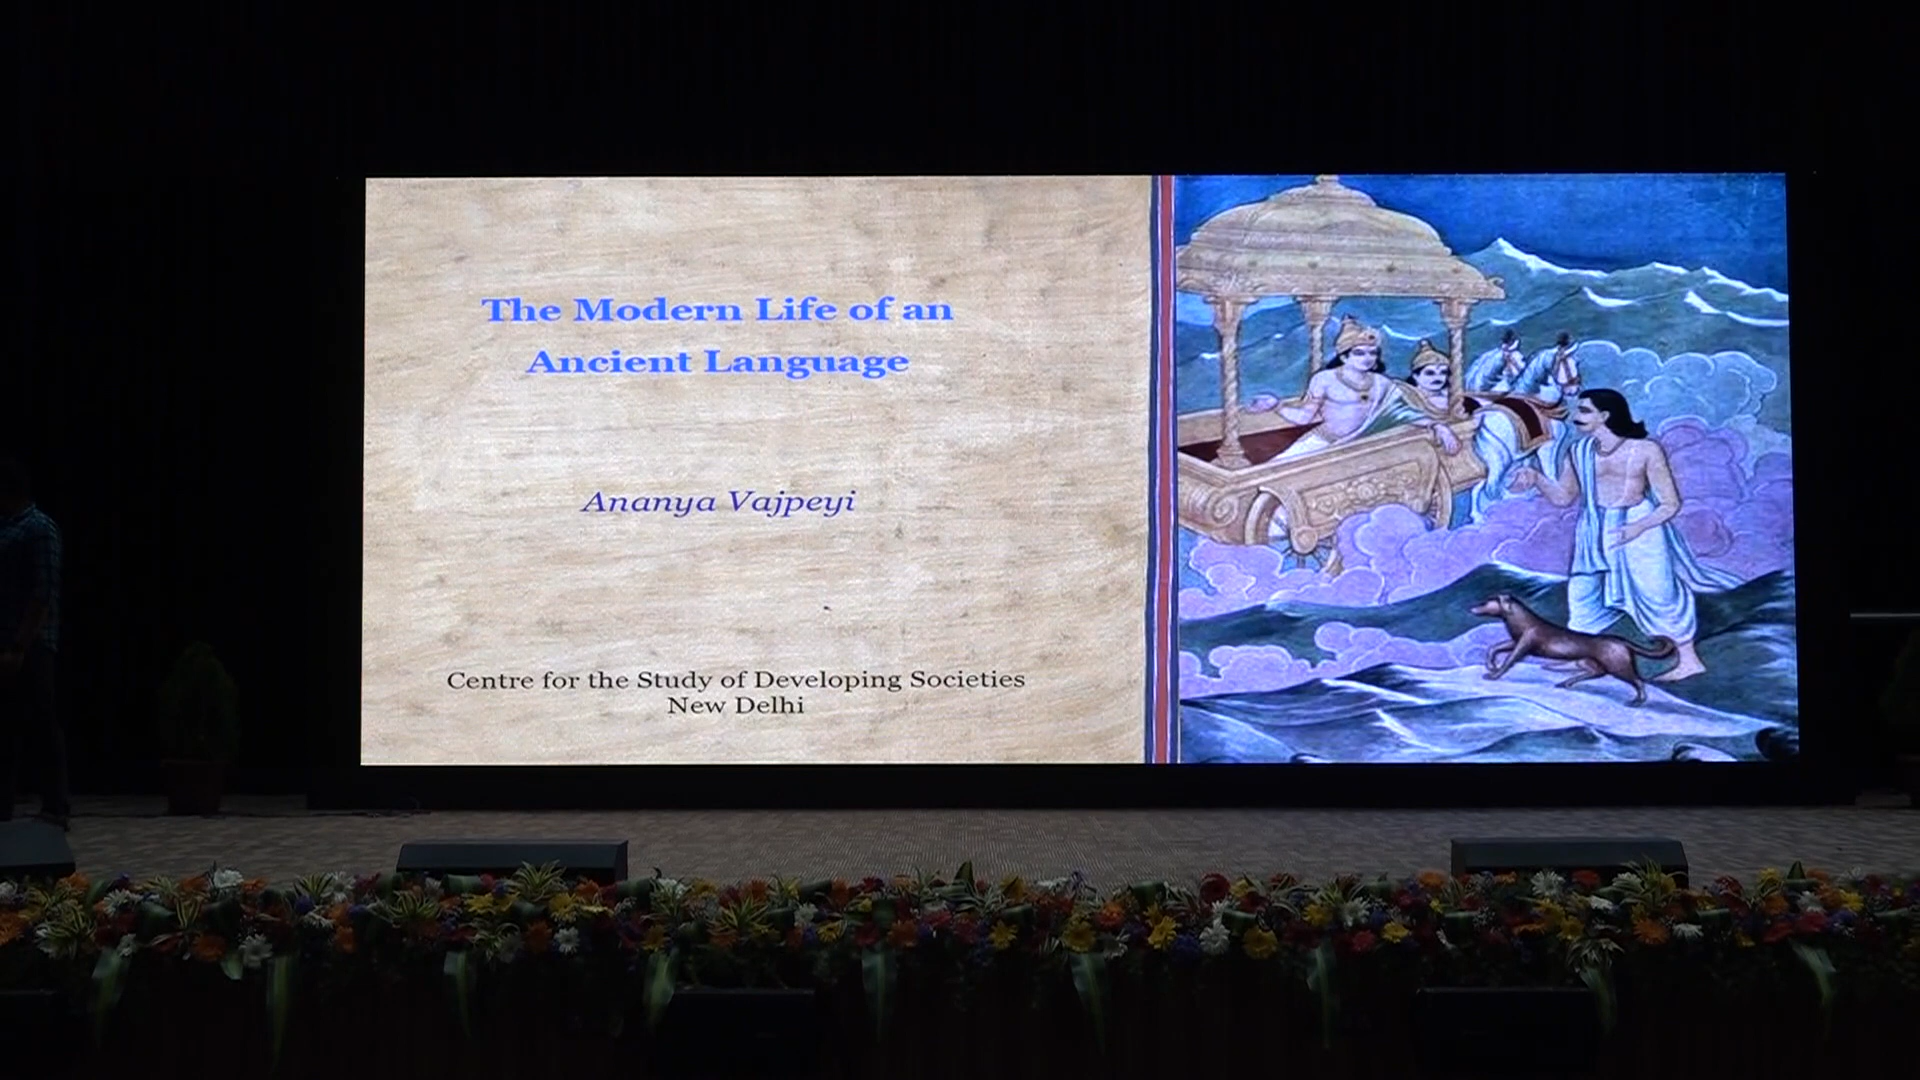 The Modern Life of an
Ancient Language
Ananya Vajpeyi
Centre for the Study of Developing Societies
New Delhi